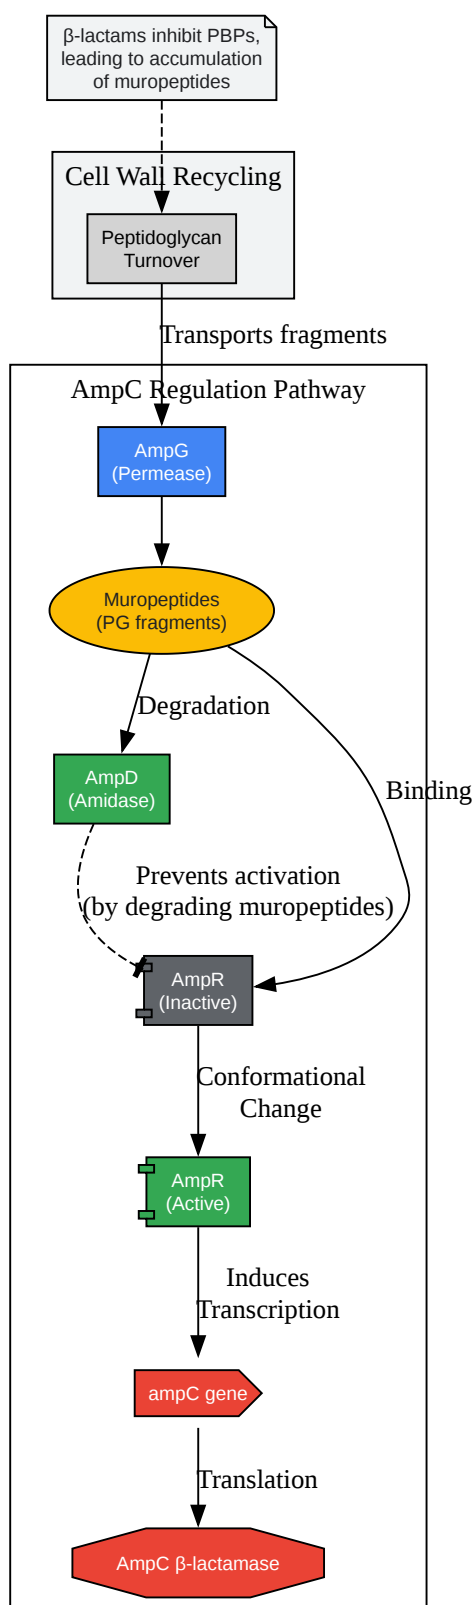 β-lactams inhibit PBPs,
leading to accumulation
of muropeptides
Cell Wall Recycling
Peptidoglycan
Turnover
Transports fragments
AmpC Regulation Pathway
AmpG
(Permease)
Muropeptides
(PG fragments)
Degradation
AmpD
(Amidase)
Binding
Prevents activation
(by degrading muropeptides)
AmpR
(Inactive)
Conformational
Change
AmpR
(Active)
Induces
Transcription
ampC gene
Translation
AmpC β-lactamase